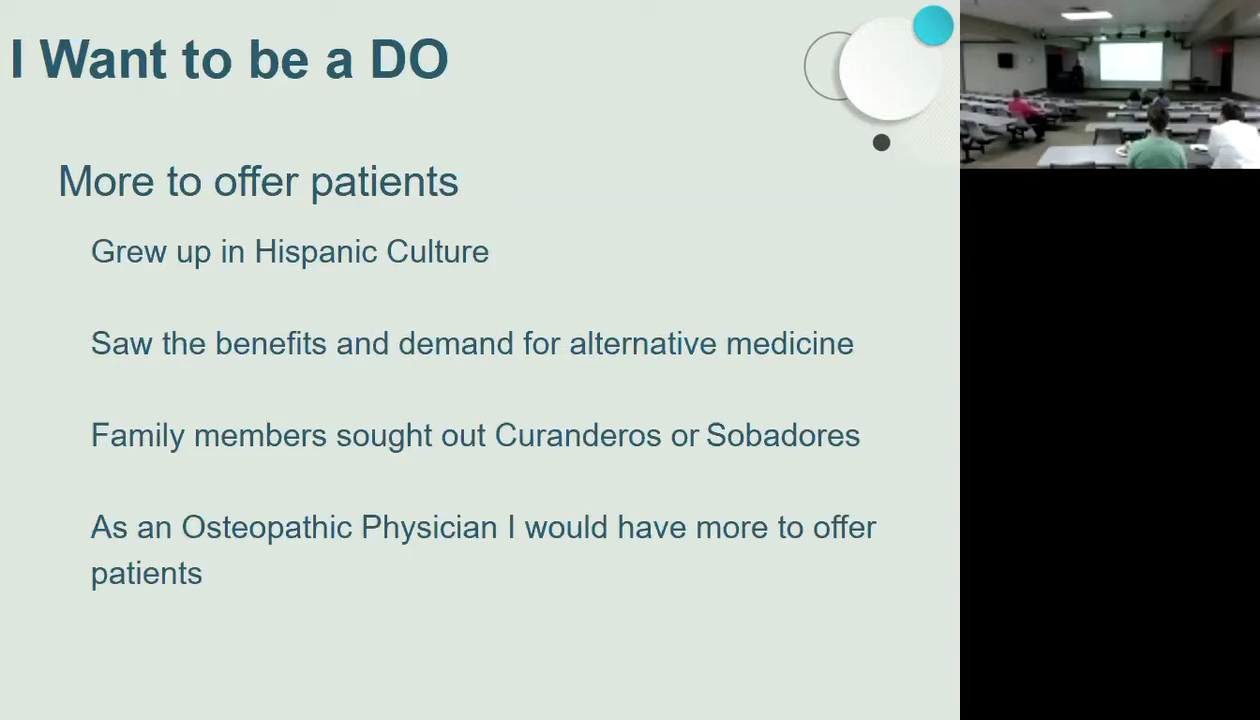 I Want to be a DO
More to offer patients
Grew up in Hispanic Culture
Saw the benefits and demand for alternative medicine
Family members sought out Curanderos or Sobadores
As an Osteopathic Physician I would have more to offer
patients